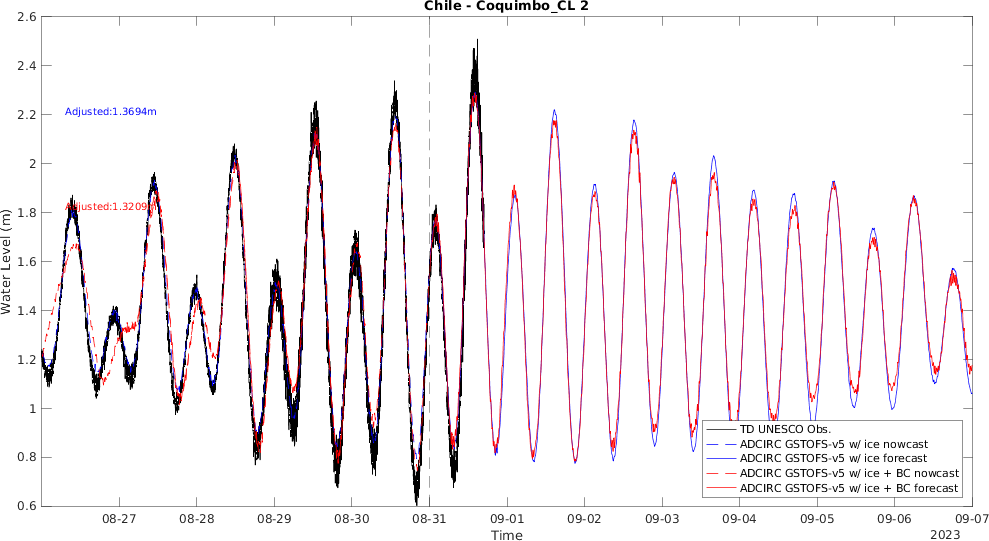 Chile - Coquimbo_CL 2
2.6
2.4
2.2
2
1.8
1.6
1.4
1.2
1
0.8
0.6
Water Level (m)
Adjusted:1.3694m
Adjusted:1.3209m
TD UNESCO Obs.
ADCIRC GSTOFS-v5 w/ ice nowcast
ADCIRC GSTOFS-v5 w/ ice forecast
ADCIRC GSTOFS-v5 w/ ice + BC nowcast
ADCIRC GSTOFS-v5 w/ ice + BC forecast
08-27 08-28 08-29 08-30 08-31 09-01 09-02 09-03 09-04 09-05 09-06 09-07
Time
2023